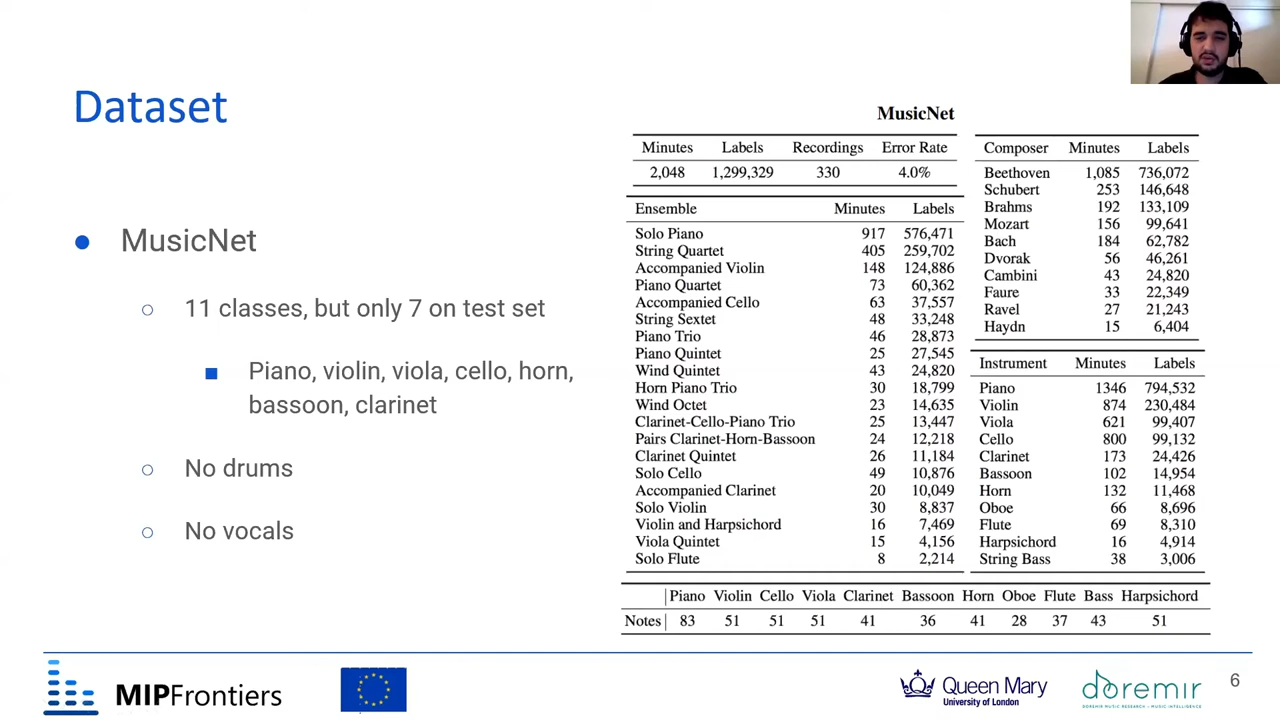 Dataset
● MusicNet
○ 11 classes, but only 7 on test set
■ Piano, violin, viola, cello, horn,
bassoon, clarinet
○ No drums
○ No vocals
MusicNet
Minutes Labels Recordings Error Rate
2,048 1,299,329 330 4.0%
Ensemble Minutes Labels
Solo Piano 917 576,471
String Quartet 405 259,702
Accompanied Violin 148 124,886
Piano Quartet 73 60,362
Accompanied Cello 63 37,557
String Sextet 48 33,248
Piano Trio 46 28,873
Piano Quintet 25 27,545
Wind Quintet 43 24,820
Horn Piano Trio 30 18,799
Wind Octet 23 14,635
Clarinet-Cello-Piano Trio 25 13,447
Pairs Clarinet-Horn-Bassoon 24 12,218
Clarinet Quintet 26 11,184
Solo Cello 49 10,876
Accompanied Clarinet 20 10,049
Solo Violin 30 8,837
Violin and Harpsichord 16 7,469
Viola Quintet 15 4,156
Solo Flute 8 2,214
Composer Minutes Labels
Beethoven 1,085 736,072
Schubert 253 146,648
Brahms 192 133,109
Mozart 156 99,641
Bach 184 62,782
Dvorak 56 46,261
Cambini 43 24,820
Faure 33 22,349
Ravel 27 21,243
Haydn 15 6,404
Instrument Minutes Labels
Piano 1346 794,532
Violin 874 230,484
Viola 621 99,407
Cello 800 99,132
Clarinet 173 24,426
Bassoon 102 14,954
Horn 132 11,468
Oboe 66 8,696
Flute 69 8,310
Harpsichord 16 4,914
String Bass 38 3,006
Piano Violin Cello Viola Clarinet Bassoon Horn Oboe Flute Bass Harpsichord
Notes 83 51 51 51 41 36 41 28 37 43 51
MIPFrontiers
Queen Mary
University of London
doremir
DOREMIR MUSIC RESEARCH · MUSIC INTELLIGENCE
6